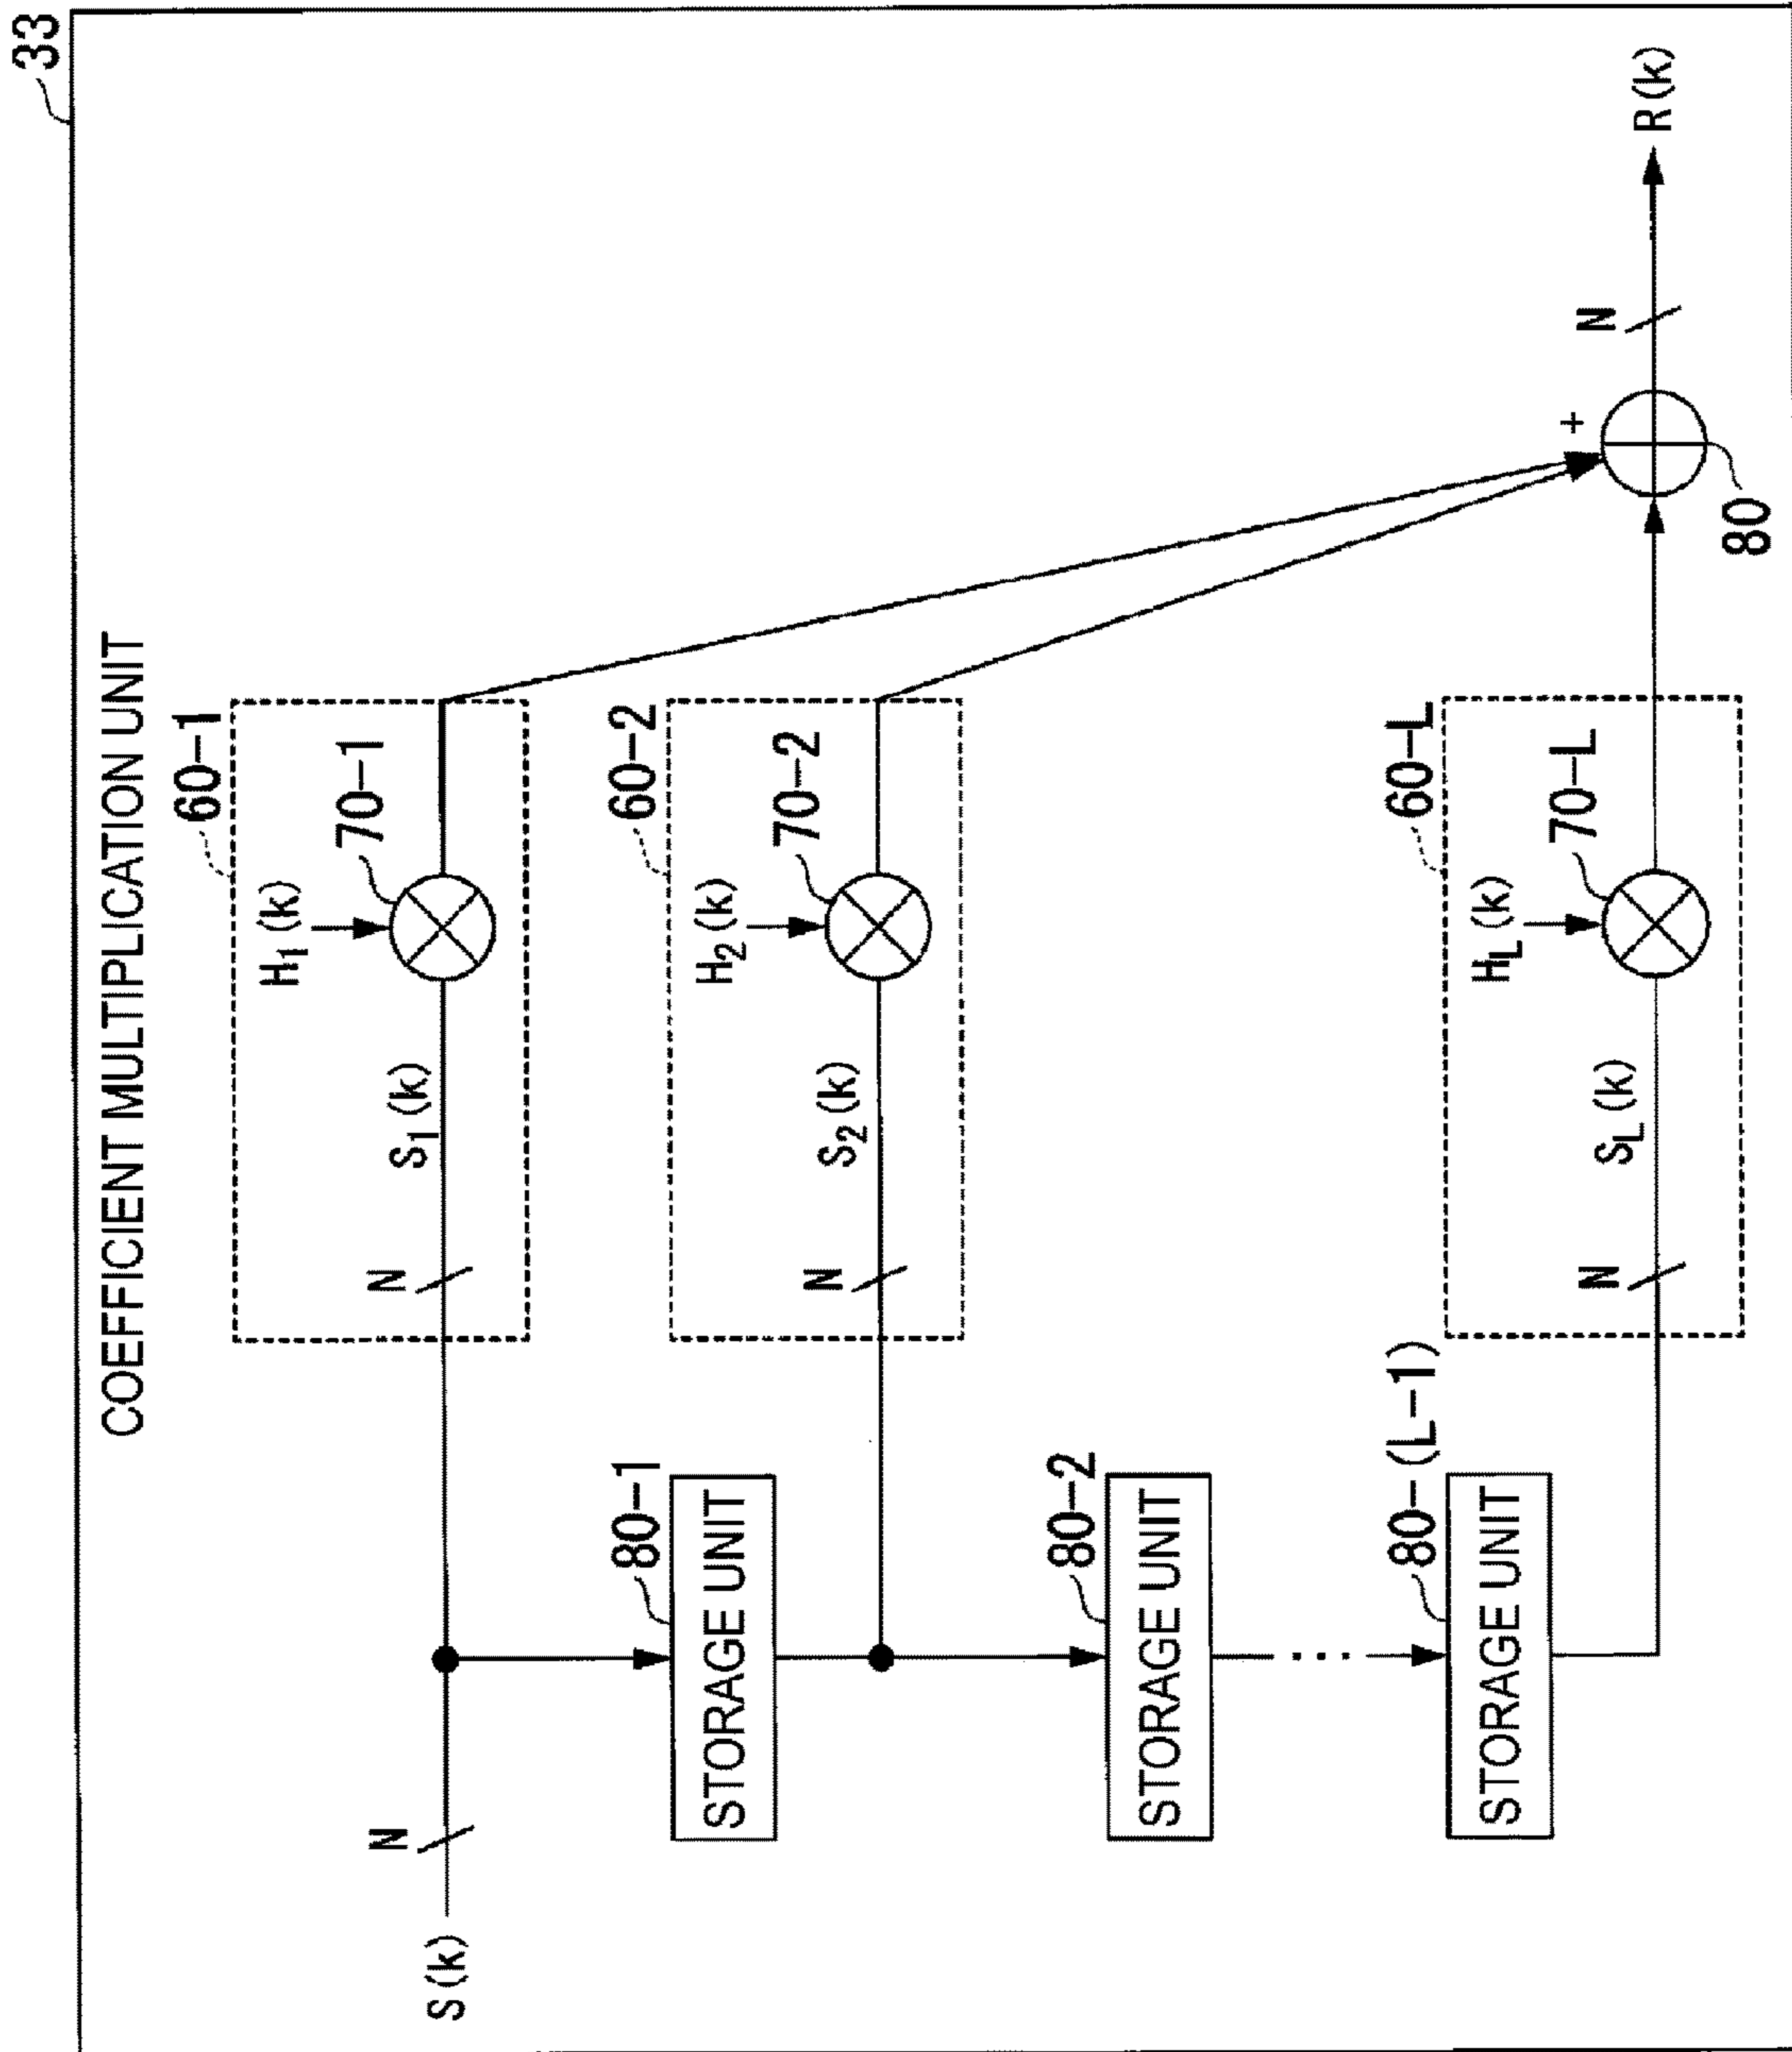 33
COEFFICIENT MULTIPLICATION UNIT
60-1
H1(k)
70-1
S(k)
N
N
S1(k)
80-1
STORAGE UNIT
60-2
H2(k)
70-2
N
S2(k)
80-2
STORAGE UNIT
...
80-(L-1)
STORAGE UNIT
60-L
HL(k)
70-L
N
SL(k)
+
N
R(k)
80